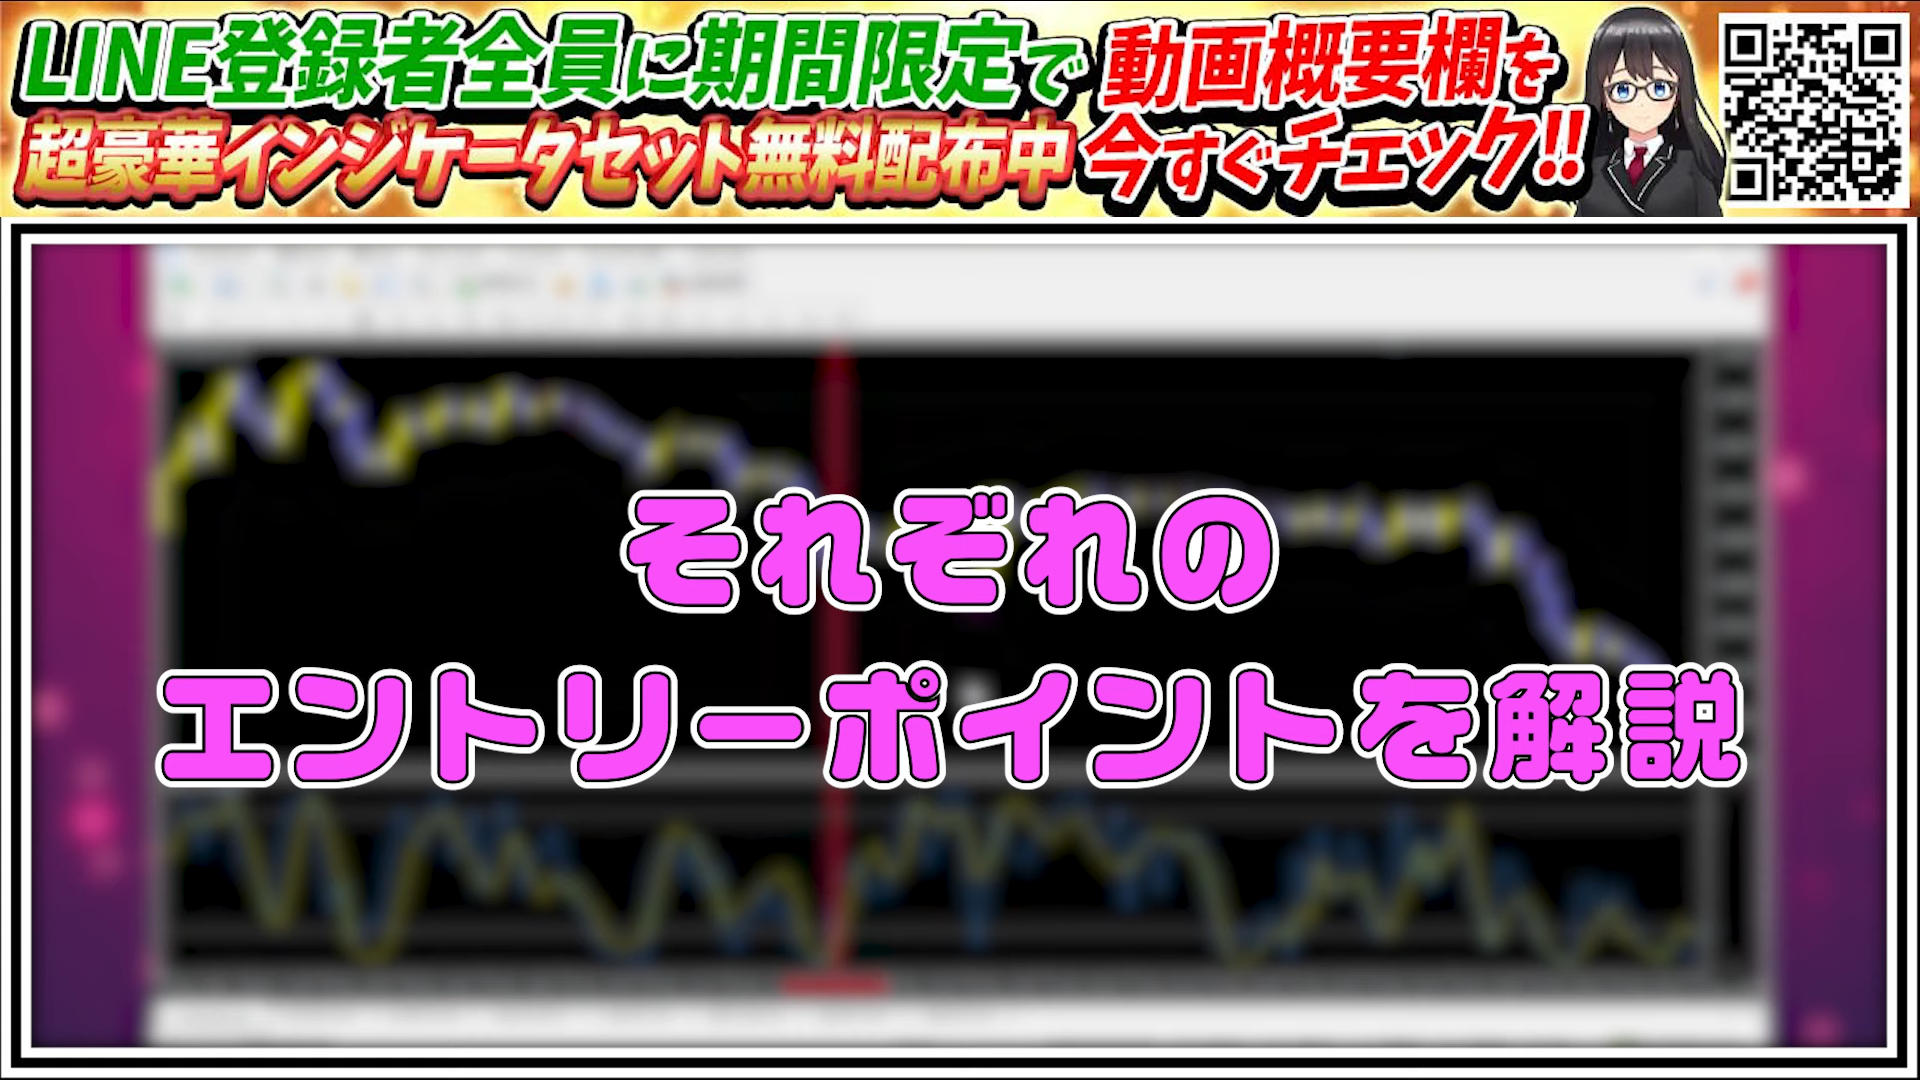 LINE登録者全員に期間限定で
超豪華インジケータセット無料配布中
動画概要欄を
今すぐチェック!!
それぞれの
エントリーポイントを解説